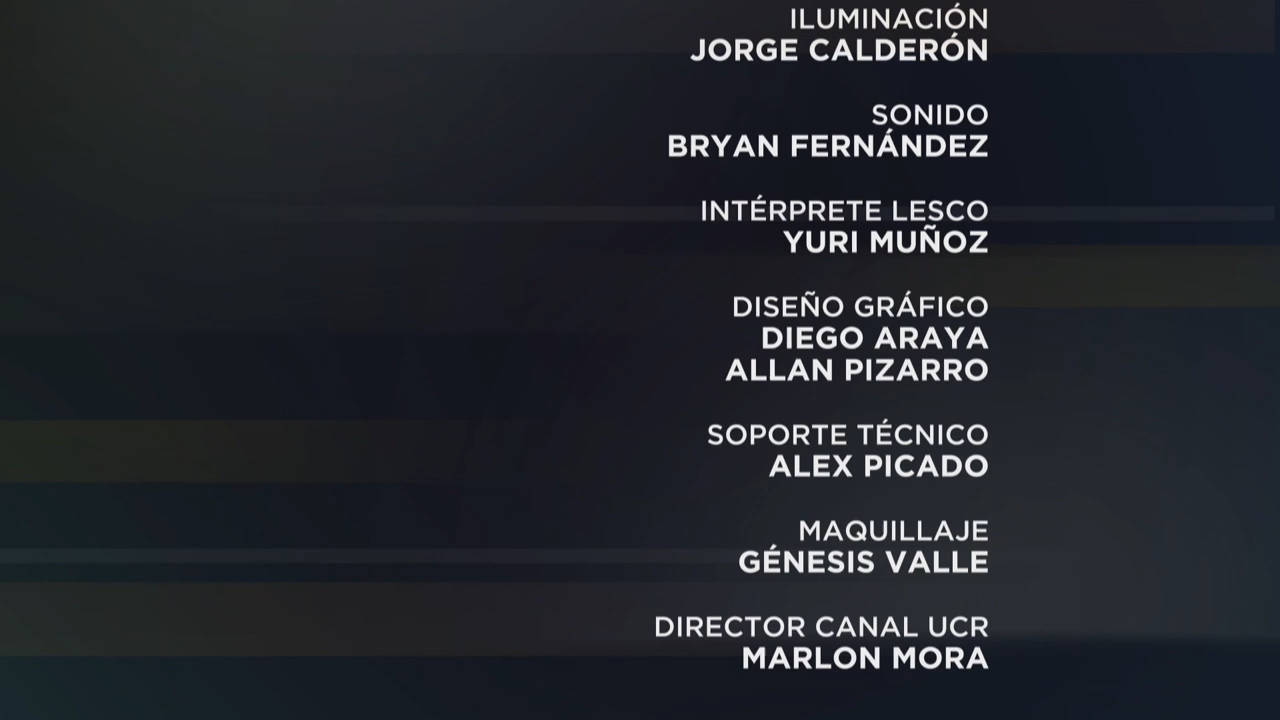 ILUMINACIÓN
JORGE CALDERÓN
SONIDO
BRYAN FERNÁNDEZ
INTÉRPRETE LESCO
YURI MUÑOZ
DISEÑO GRÁFICO
DIEGO ARAYA
ALLAN PIZARRO
SOPORTE TÉCNICO
ALEX PICADO
MAQUILLAJE
GÉNESIS VALLE
DIRECTOR CANAL UCR
MARLON MORA